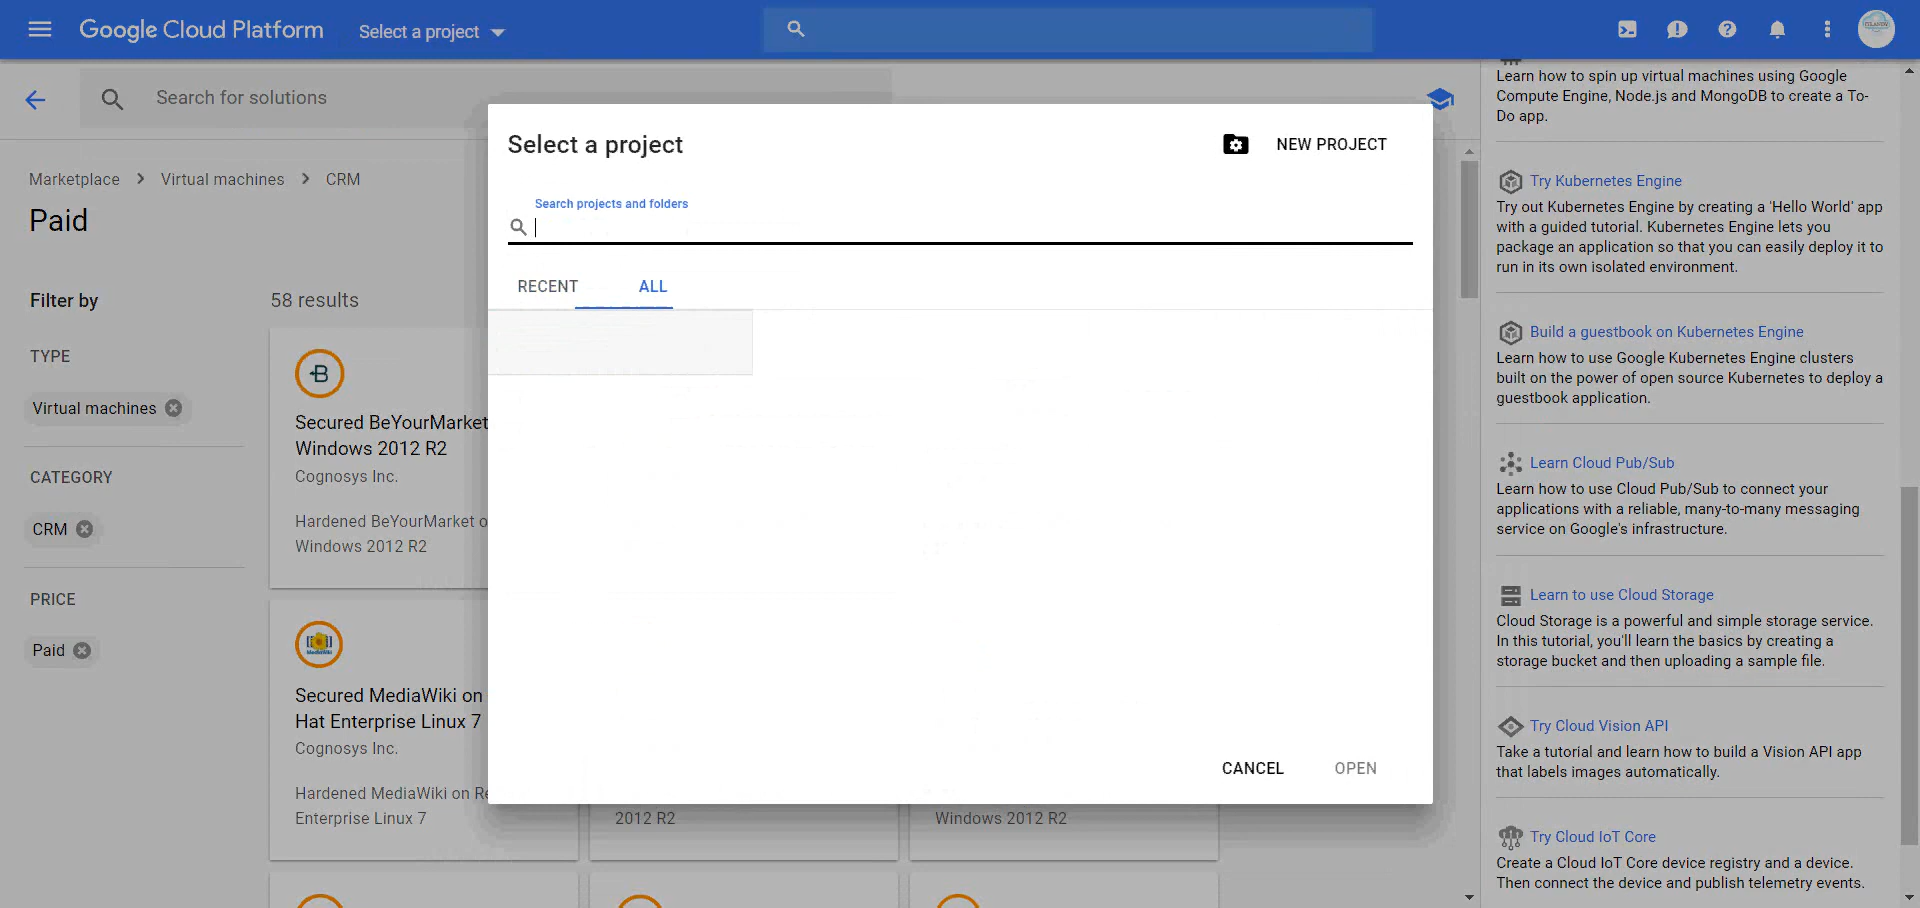 Google Cloud Platform
Select a project
Search for solutions
Marketplace > Virtual machines > CRM
Paid
Filter by
58 results
TYPE
Virtual machines
CATEGORY
CRM
PRICE
Paid
Secured BeYourMarket
Windows 2012 R2
Cognosys Inc.
Hardened BeYourMarket o
Windows 2012 R2
Secured MediaWiki on
Hat Enterprise Linux 7
Cognosys Inc.
Hardened MediaWiki on Re
Enterprise Linux 7
2012 R2
Windows 2012 R2
Select a project
NEW PROJECT
Search projects and folders
RECENT
ALL
CANCEL
OPEN
Learn how to spin up virtual machines using Google
Compute Engine, Node.js and MongoDB to create a To-
Do app.
Try Kubernetes Engine
Try out Kubernetes Engine by creating a 'Hello World' app
with a guided tutorial. Kubernetes Engine lets you
package an application so that you can easily deploy it to
run in its own isolated environment.
Build a guestbook on Kubernetes Engine
Learn how to use Google Kubernetes Engine clusters
built on the power of open source Kubernetes to deploy a
guestbook application.
Learn Cloud Pub/Sub
Learn how to use Cloud Pub/Sub to connect your
applications with a reliable, many-to-many messaging
service on Google's infrastructure.
Learn to use Cloud Storage
Cloud Storage is a powerful and simple storage service.
In this tutorial, you'll learn the basics by creating a
storage bucket and then uploading a sample file.
Try Cloud Vision API
Take a tutorial and learn how to build a Vision API app
that labels images automatically.
Try Cloud IoT Core
Create a Cloud IoT Core device registry and a device.
Then connect the device and publish telemetry events.